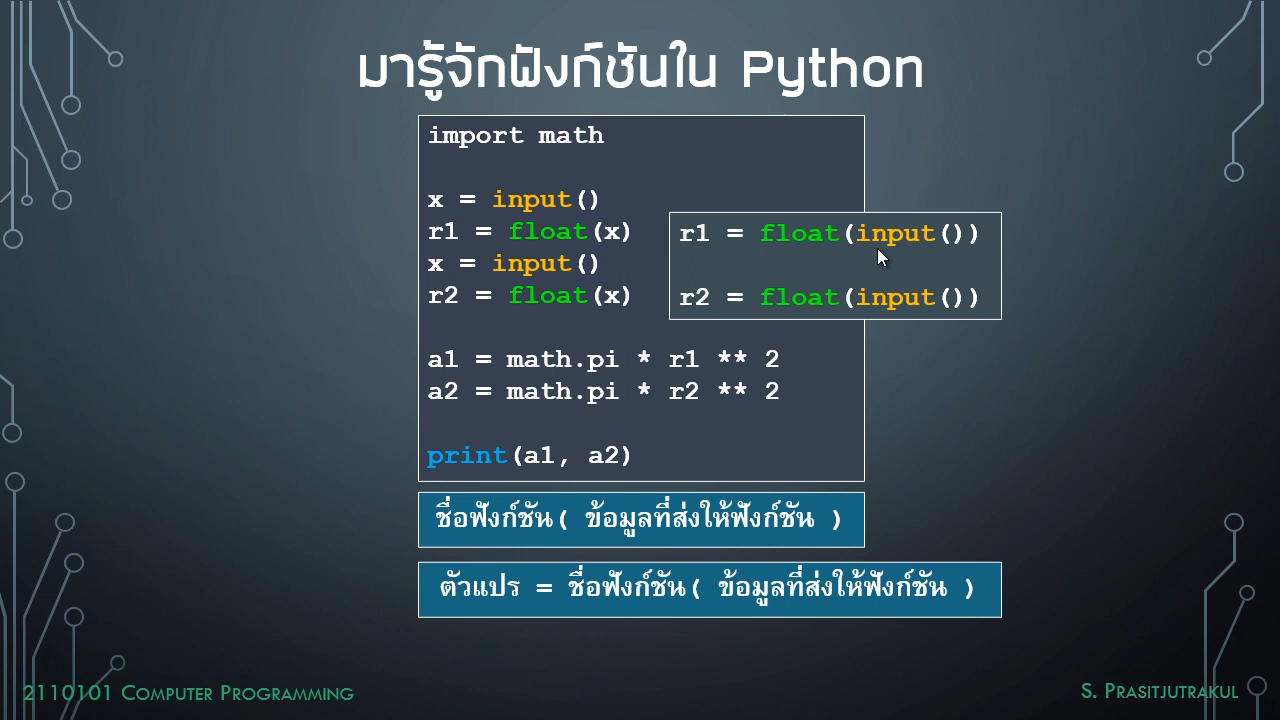 มารู้จักฟังก์ชันใน Python
import math
x = input()
r1 = float(x)
x = input()
r2 = float(x)
r1 = float(input())
r2 = float(input())
a1 = math.pi * r1 ** 2
a2 = math.pi * r2 ** 2
print(a1, a2)
ชื่อฟังก์ชัน( ข้อมูลที่ส่งให้ฟังก์ชัน )
ตัวแปร = ชื่อฟังก์ชัน( ข้อมูลที่ส่งให้ฟังก์ชัน )
2110101 Computer Programming
S. Prasitjutrakul